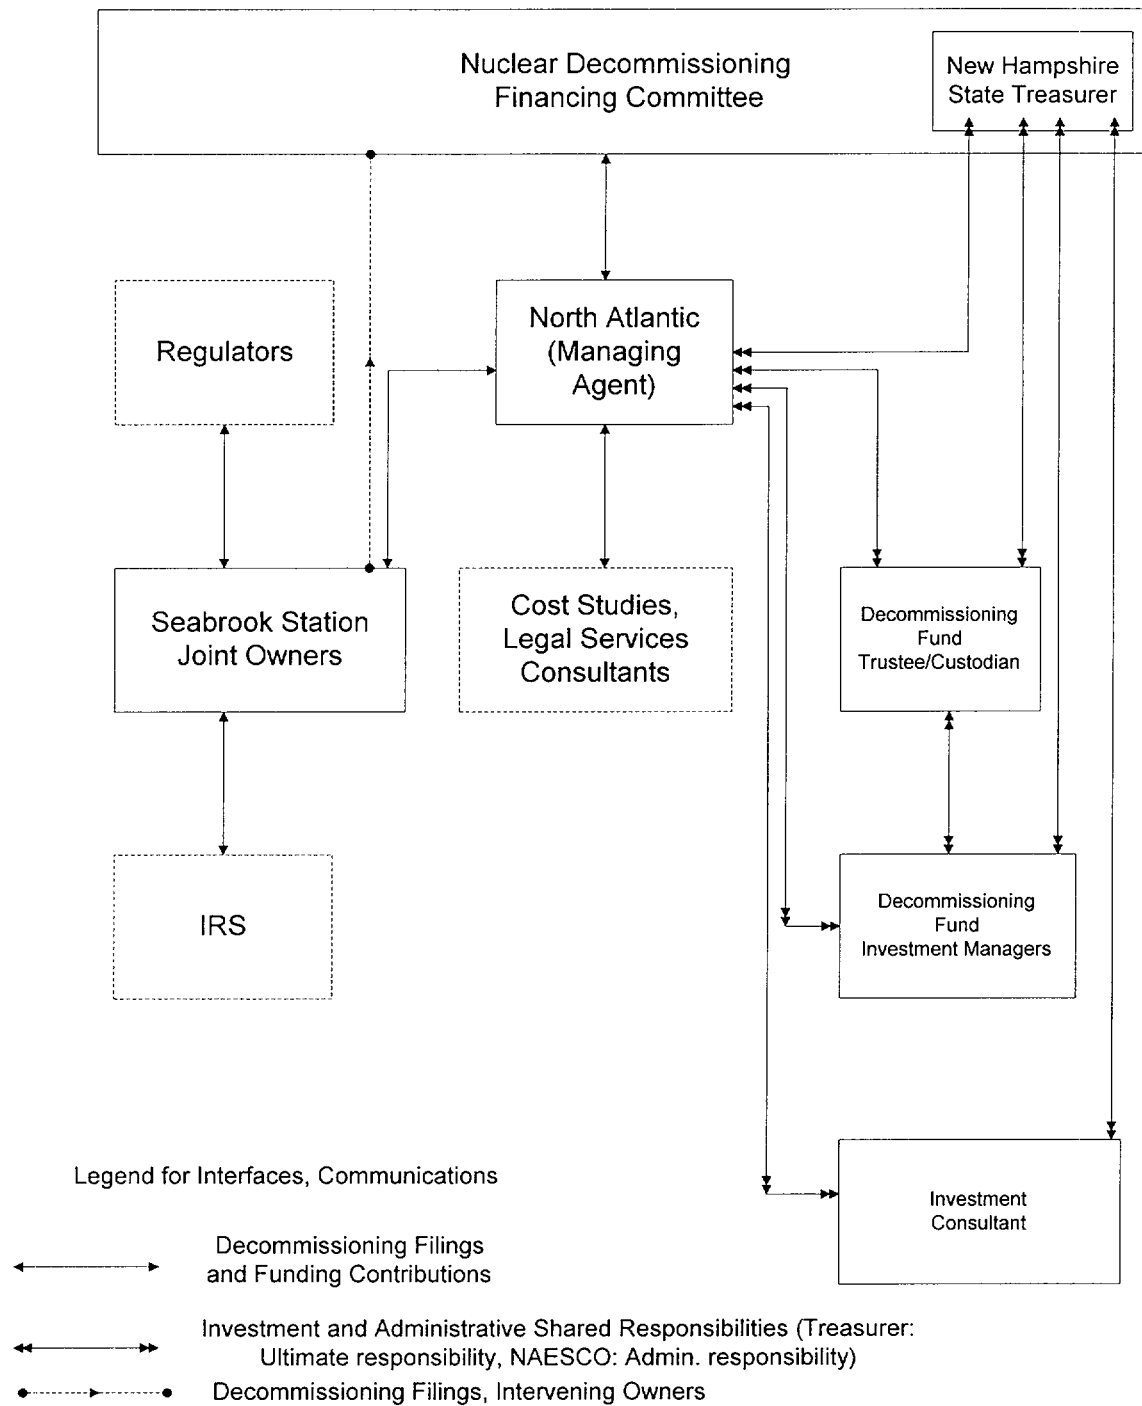 Nuclear Decommissioning
Financing Committee
New Hampshire
State Treasurer
Regulators
North Atlantic
(Managing
Agent)
Seabrook Station
Joint Owners
Cost Studies,
Legal Services
Consultants
Decommissioning
Fund
Trustee/Custodian
IRS
Decommissioning
Fund
Investment Managers
Investment
Consultant
Legend for Interfaces, Communications
Decommissioning Filings
and Funding Contributions
Investment and Administrative Shared Responsibilities (Treasurer:
Ultimate responsibility, NAESCO: Admin. responsibility)
Decommissioning Filings, Intervening Owners